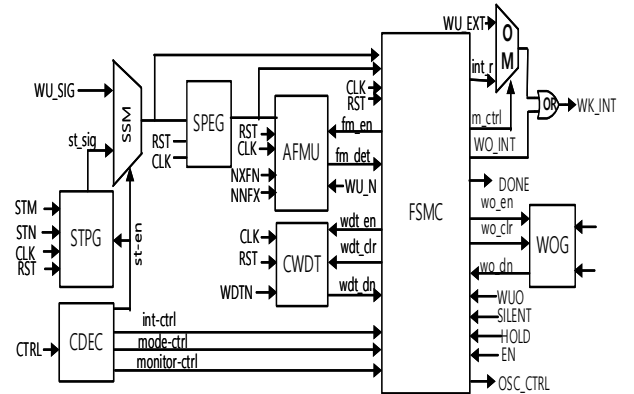 WU_EXT
OM
int_r
WU_SIG
SSM
SPEG
CLK
RST
OR
WK_INT
st_sig
RST
CLK
RST
CLK
AFMU
fm_en
m_ctrl
WO_INT
fm_det
NXFN
NNFX
WU_N
FSMC
DONE
STM
STN
CLK
RST
STPG
st-en
CLK
RST
WDTN
CWDT
wdt_en
wdt_clr
wdt_dn
wo_en
wo_clr
wo_dn
WOG
WUO
SILENT
HOLD
EN
OSC_CTRL
CTRL
CDEC
int-ctrl
mode-ctrl
monitor-ctrl